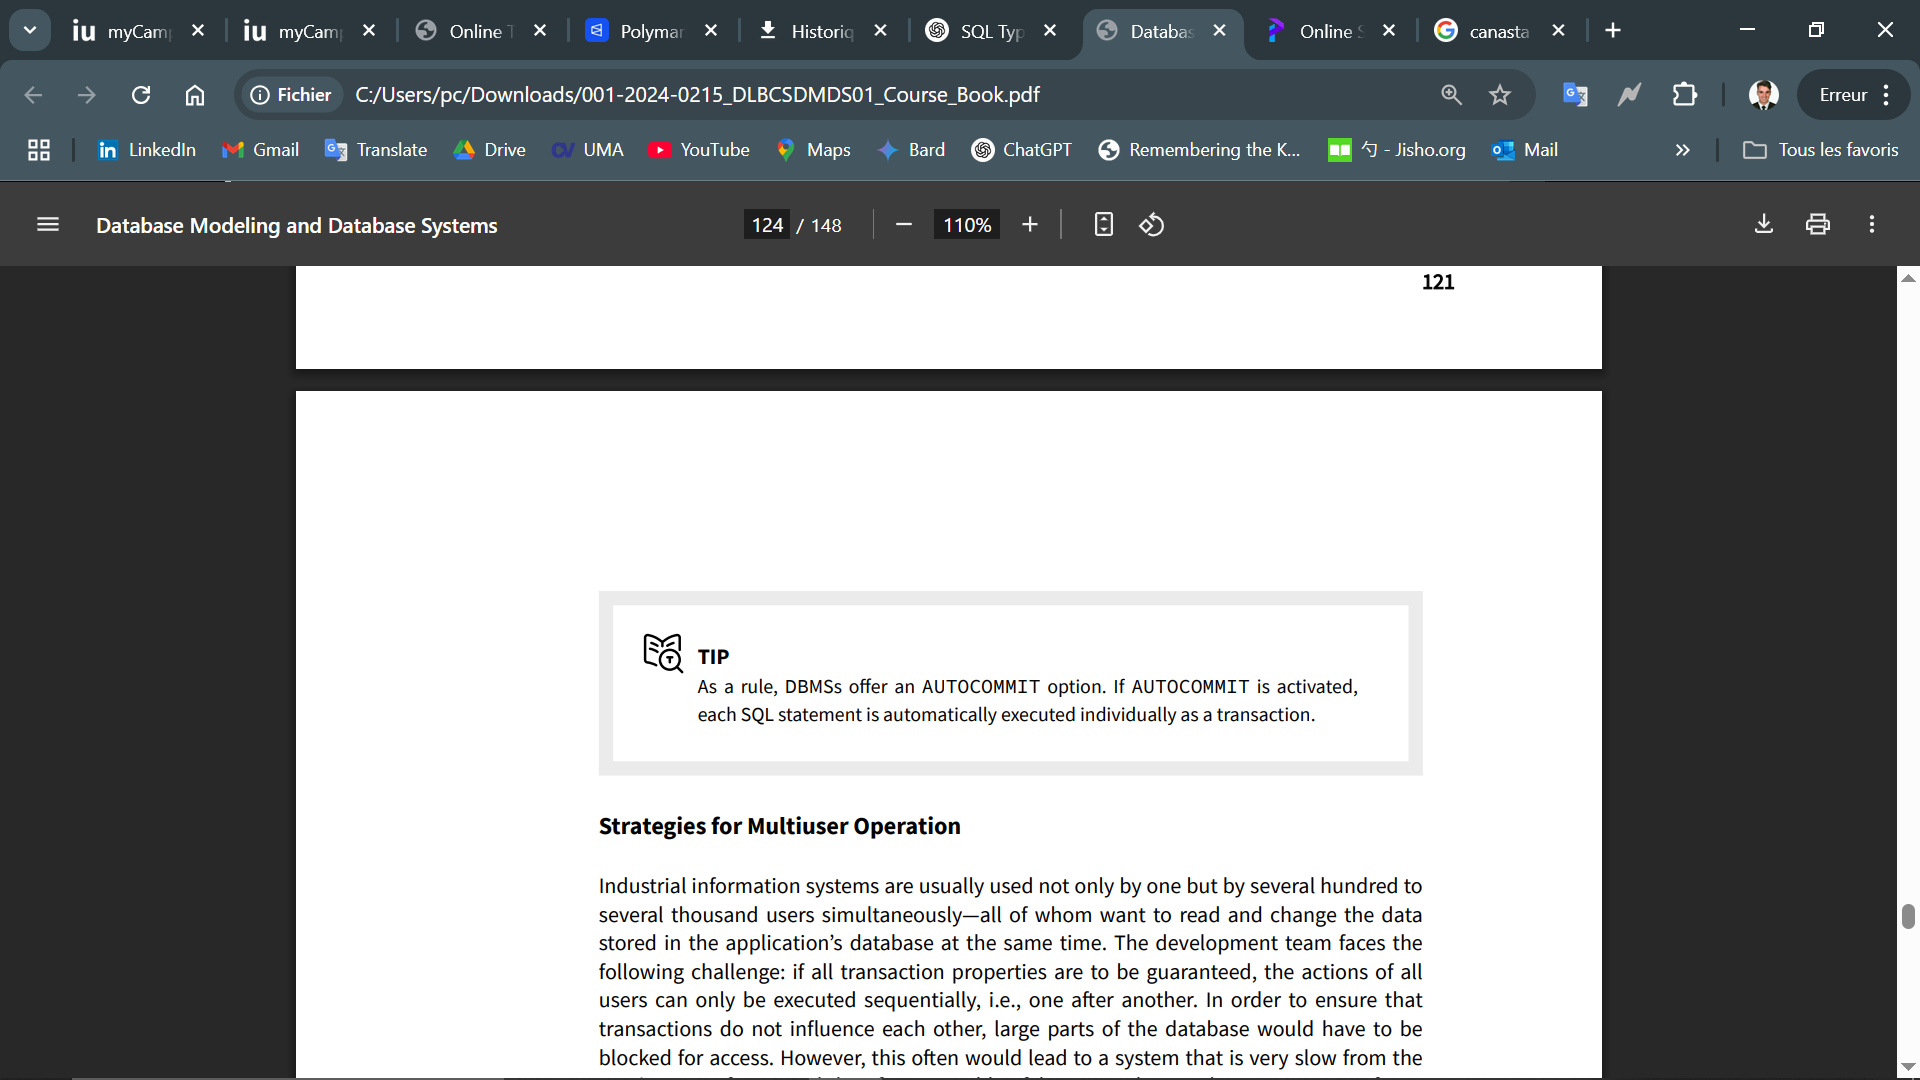 iu myCam
iu myCam
Online T
Polymar
Historiq
SQL Typ
Databas
Online S
canasta
Fichier
C:/Users/pc/Downloads/001-2024-0215_DLBCSDMDS01_Course_Book.pdf
Erreur
LinkedIn
Gmail
Translate
Drive
UMA
YouTube
Maps
Bard
ChatGPT
Remembering the K...
勺 - Jisho.org
Mail
Tous les favoris
Database Modeling and Database Systems
124 / 148
110%
121
TIP
As a rule, DBMSs offer an AUTOCOMMIT option. If AUTOCOMMIT is activated,
each SQL statement is automatically executed individually as a transaction.
Strategies for Multiuser Operation
Industrial information systems are usually used not only by one but by several hundred to
several thousand users simultaneously—all of whom want to read and change the data
stored in the application’s database at the same time. The development team faces the
following challenge: if all transaction properties are to be guaranteed, the actions of all
users can only be executed sequentially, i.e., one after another. In order to ensure that
transactions do not influence each other, large parts of the database would have to be
blocked for access. However, this often would lead to a system that is very slow from the